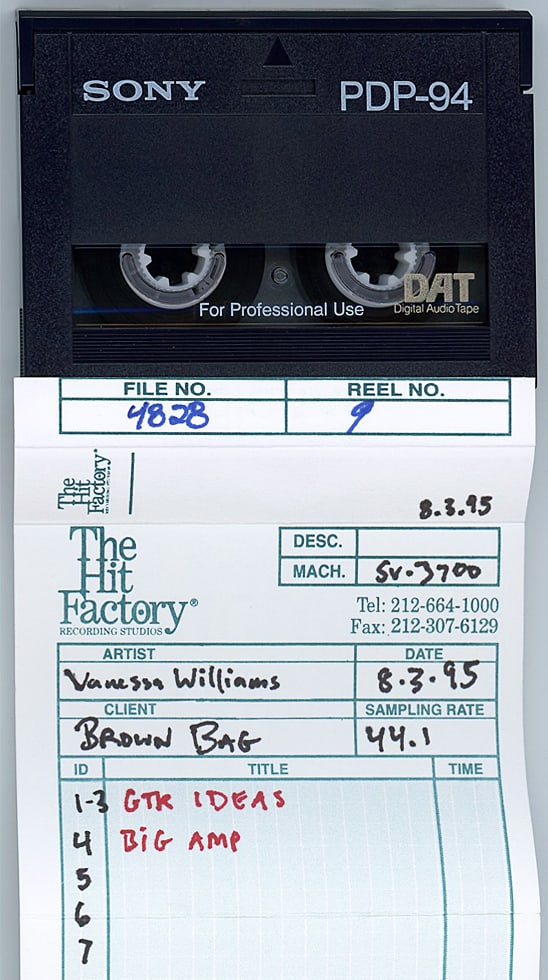 SONY
PDP-94
For Professional Use
DAT
Digital Audio Tape
FILE NO. REEL NO.
4828 9
The Hit Factory
8.3.95
The
Hit
Factory®
RECORDING STUDIOS
DESC.
MACH. SV-3700
Tel: 212-664-1000
Fax: 212-307-6129
ARTIST DATE
Vanessa Williams 8.3.95
CLIENT SAMPLING RATE
BROWN BAG 44.1
ID TITLE TIME
1-3 GTR IDEAS
4 BIG AMP
5
6
7